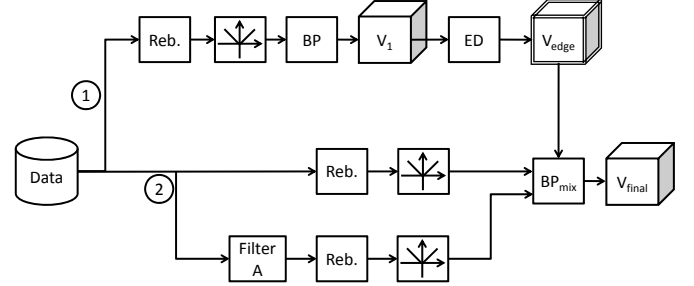 Reb.
BP
V1
ED
Vedge
1
Data
2
Reb.
BPmix
Vfinal
Filter
A
Reb.